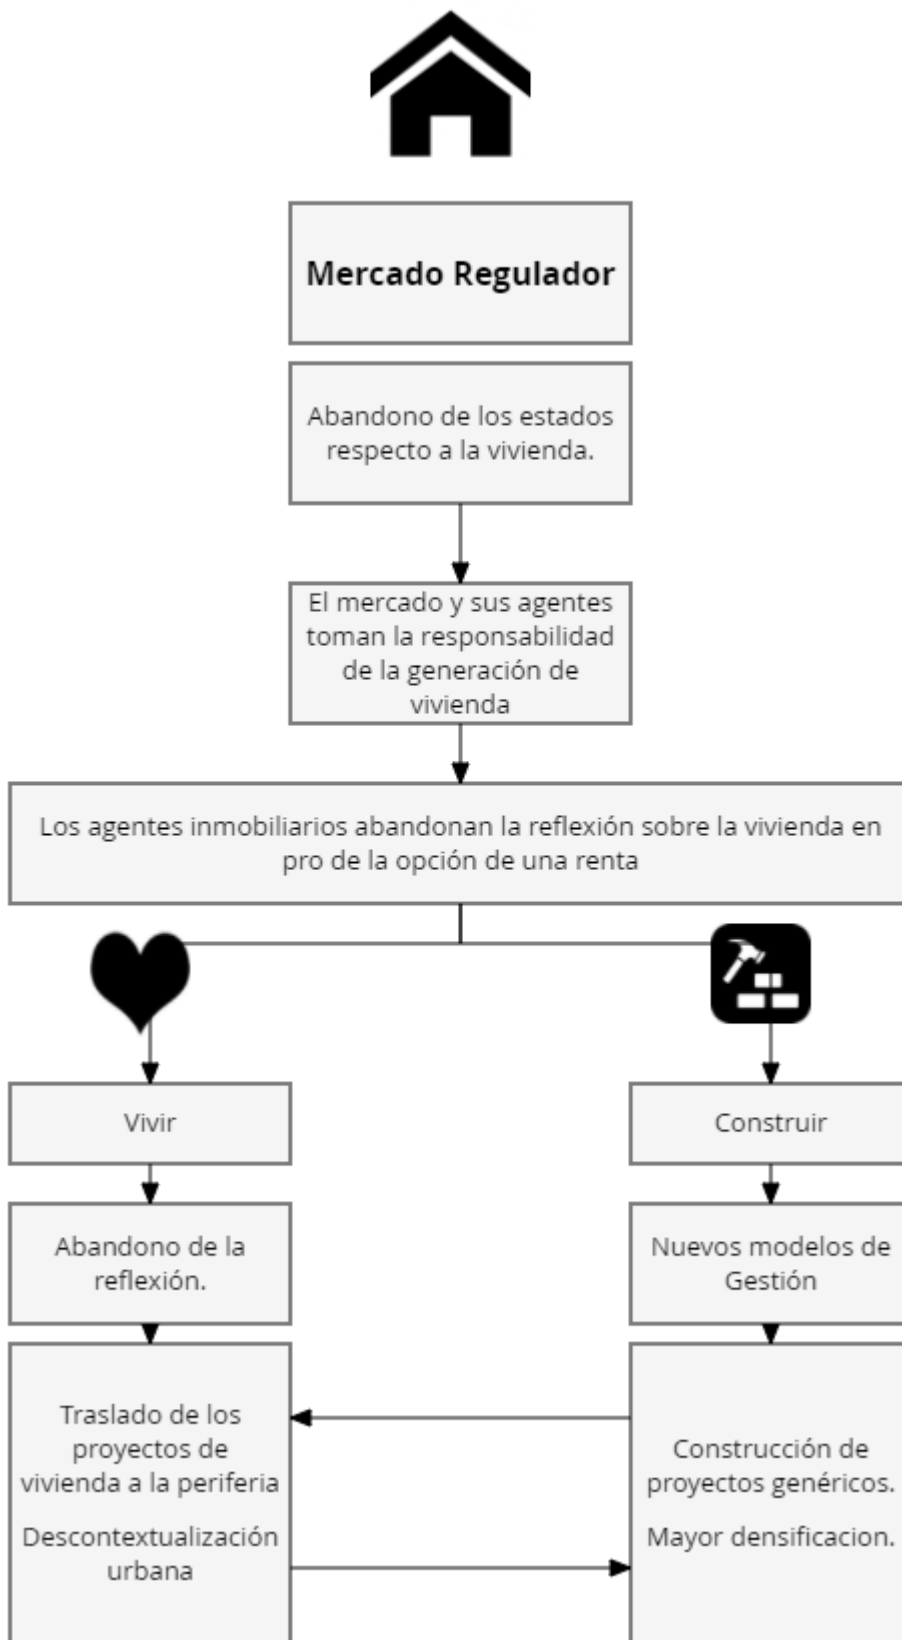 Mercado Regulador
Abandono de los estados
respecto a la vivienda.
El mercado y sus agentes
toman la responsabilidad
de la generación de
vivienda
Los agentes inmobiliarios abandonan la reflexión sobre la vivienda en
pro de la opción de una renta
Vivir
Construir
Abandono de la
reflexión.
Nuevos modelos de
Gestión
Traslado de los
proyectos de
vivienda a la periferia
Descontextualización
urbana
Construcción de
proyectos genéricos.
Mayor densificacion.